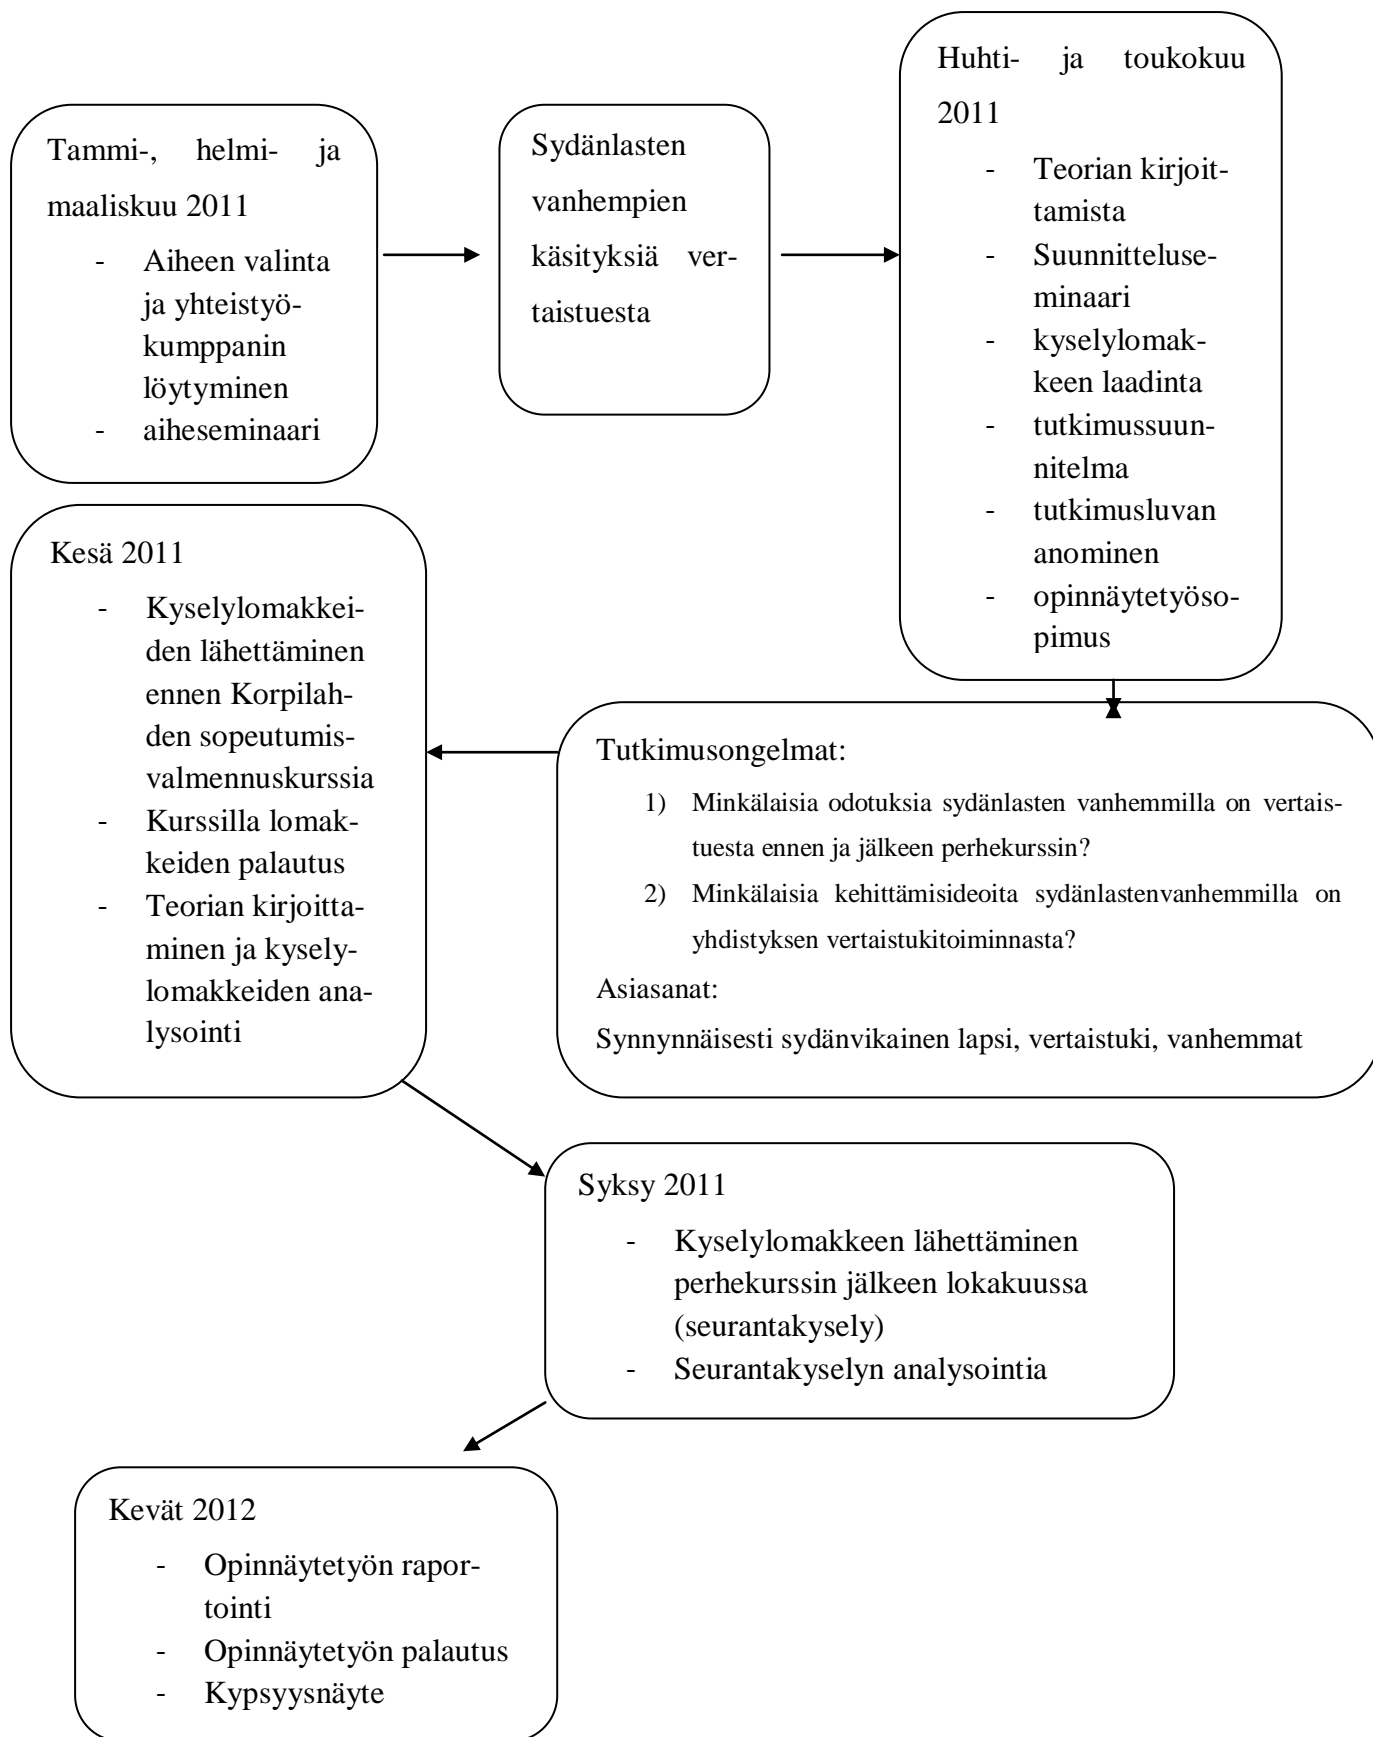 Tammi-, helmi- ja
maaliskuu 2011
- Aiheen valinta
ja yhteistyö-
kumppanin
löytyminen
- aiheseminaari
Sydänlasten
vanhempien
käsityksiä ver-
taistuesta
Huhti- ja toukokuu
2011
- Teorian kirjoit-
tamista
- Suunnitteluse-
minaari
- kyselylomak-
keen laadinta
- tutkimussuun-
nitelma
- tutkimusluvan
anominen
- opinnäytetyöso-
pimus
Tutkimusongelmat:
1) Minkälaisia odotuksia sydänlasten vanhemmilla on vertais-
tuesta ennen ja jälkeen perhekurssin?
2) Minkälaisia kehittämisideoita sydänlastenvanhemmilla on
yhdistyksen vertaistukitoiminnasta?
Asiasanat:
Synnynnäisesti sydänvikainen lapsi, vertaistuki, vanhemmat
Kesä 2011
- Kyselylomakkei-
den lähettäminen
ennen Korpilah-
den sopeutumis-
valmennuskurssia
- Kurssilla lomak-
keiden palautus
- Teorian kirjoitta-
minen ja kysely-
lomakkeiden ana-
lysointi
Syksy 2011
- Kyselylomakkeen lähettäminen
perhekurssin jälkeen lokakuussa
(seurantakysely)
- Seurantakyselyn analysointia
Kevät 2012
- Opinnäytetyön rapor-
tointi
- Opinnäytetyön palautus
- Kypsyysnäyte